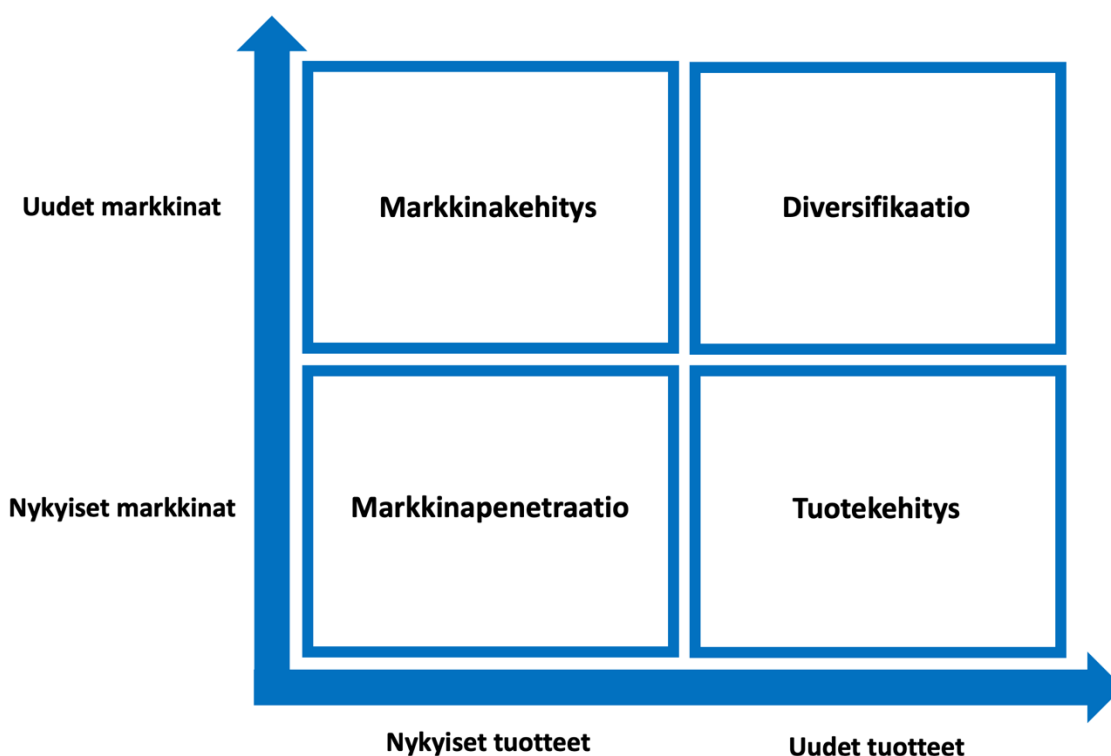 Uudet markkinat
Markkinakehitys
Diversifikaatio
Nykyiset markkinat
Markkinapenetraatio
Tuotekehitys
Nykyiset tuotteet
Uudet tuotteet